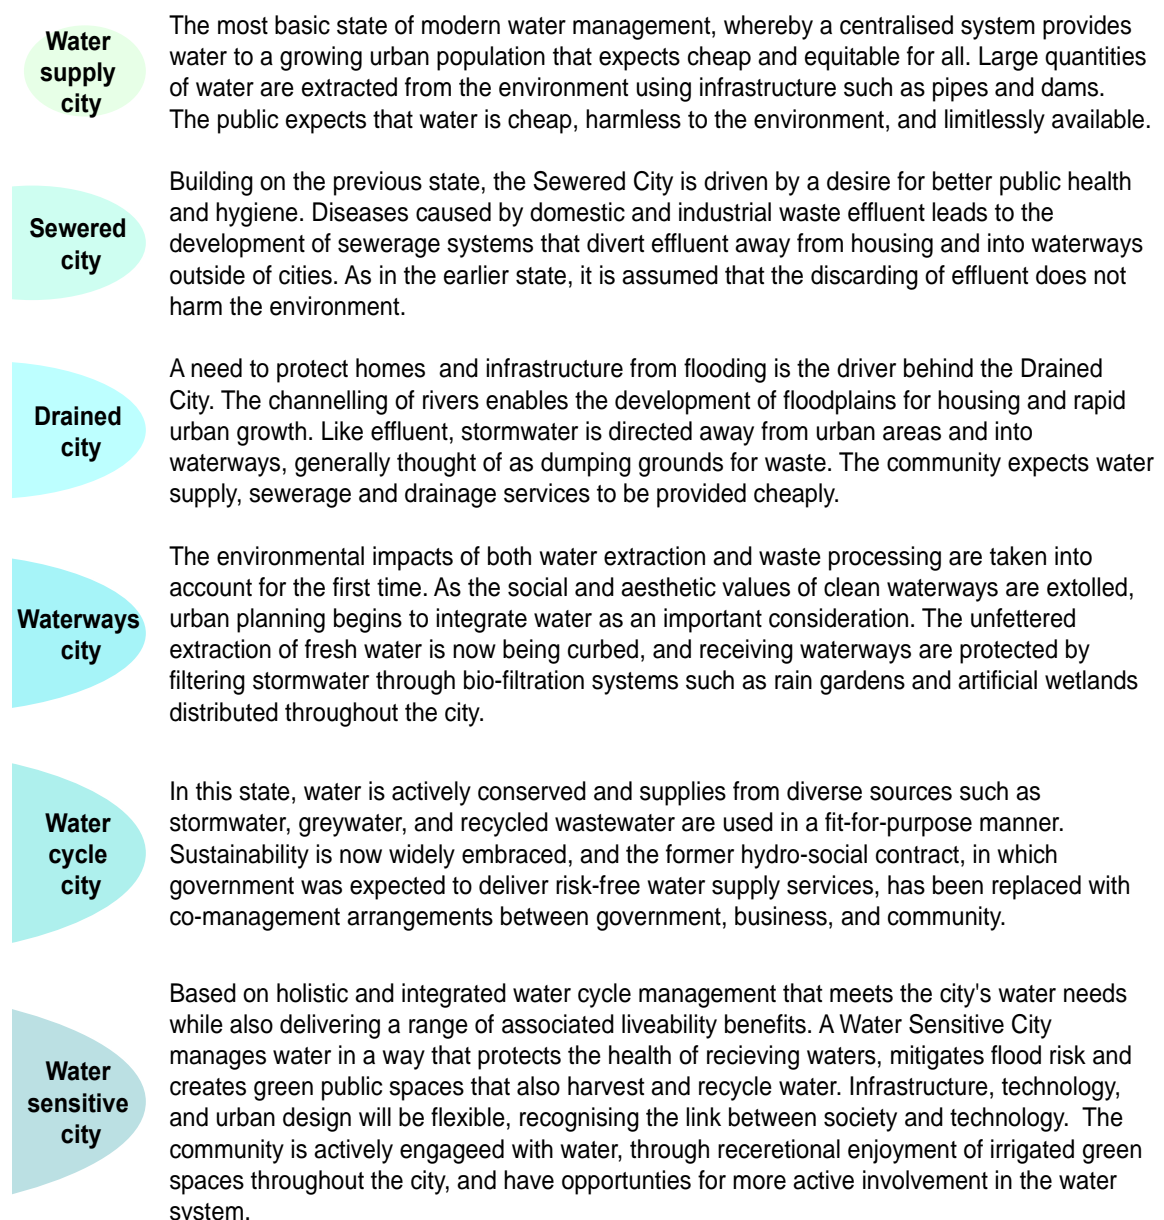 Water
supply
city
The most basic state of modern water management, whereby a centralised system provides
water to a growing urban population that expects cheap and equitable for all. Large quantities
of water are extracted from the environment using infrastructure such as pipes and dams.
The public expects that water is cheap, harmless to the environment, and limitlessly available.
Sewered
city
Building on the previous state, the Sewered City is driven by a desire for better public health
and hygiene. Diseases caused by domestic and industrial waste effluent leads to the
development of sewerage systems that divert effluent away from housing and into waterways
outside of cities. As in the earlier state, it is assumed that the discarding of effluent does not
harm the environment.
Drained
city
A need to protect homes  and infrastructure from flooding is the driver behind the Drained
City. The channelling of rivers enables the development of floodplains for housing and rapid
urban growth. Like effluent, stormwater is directed away from urban areas and into
waterways, generally thought of as dumping grounds for waste. The community expects water
supply, sewerage and drainage services to be provided cheaply.
Waterways
city
The environmental impacts of both water extraction and waste processing are taken into
account for the first time. As the social and aesthetic values of clean waterways are extolled,
urban planning begins to integrate water as an important consideration. The unfettered
extraction of fresh water is now being curbed, and receiving waterways are protected by
filtering stormwater through bio-filtration systems such as rain gardens and artificial wetlands
distributed throughout the city.
Water
cycle
city
In this state, water is actively conserved and supplies from diverse sources such as
stormwater, greywater, and recycled wastewater are used in a fit-for-purpose manner.
Sustainability is now widely embraced, and the former hydro-social contract, in which
government was expected to deliver risk-free water supply services, has been replaced with
co-management arrangements between government, business, and community.
Water
sensitive
city
Based on holistic and integrated water cycle management that meets the city's water needs
while also delivering a range of associated liveability benefits. A Water Sensitive City
manages water in a way that protects the health of recieving waters, mitigates flood risk and
creates green public spaces that also harvest and recycle water. Infrastructure, technology,
and urban design will be flexible, recognising the link between society and technology.  The
community is actively engageed with water, through receretional enjoyment of irrigated green
spaces throughout the city, and have opportunties for more active involvement in the water
system.